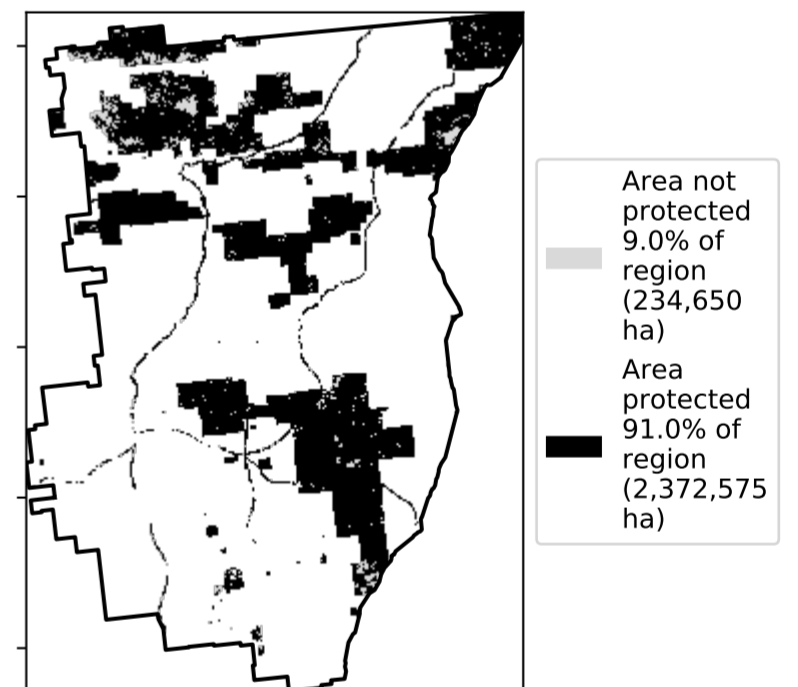 Area not
protected
9.0% of
region
(234,650
ha)
Area
protected
91.0% of
region
(2,372,575
ha)